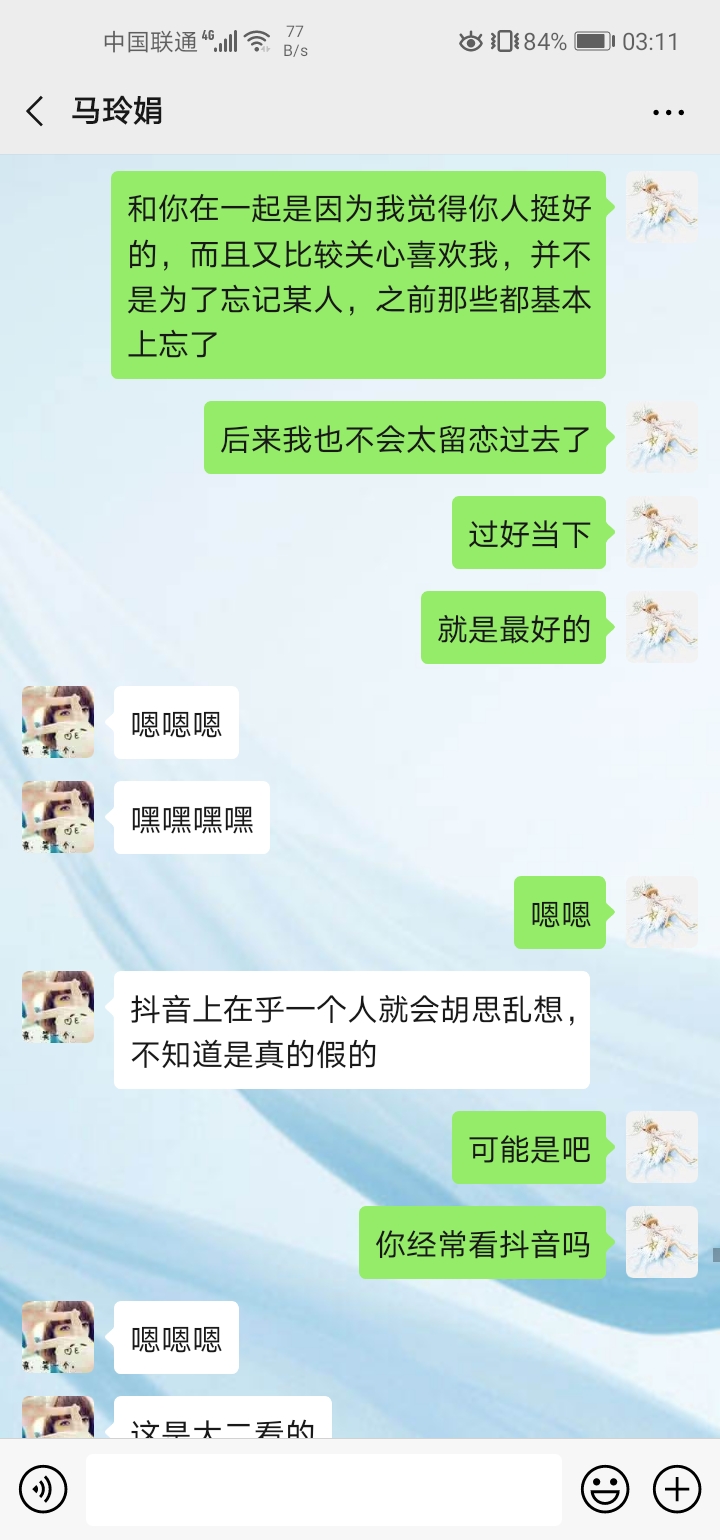 中国联通 4G 77 B/s 84% 03:11
马玲娟
和你在一起是因为我觉得你人挺好
的，而且又比较关心喜欢我，并不
是为了忘记某人，之前那些都基本
上忘了
后来我也不会太留恋过去了
过好当下
就是最好的
嗯嗯嗯
嘿嘿嘿嘿
嗯嗯
抖音上在乎一个人就会胡思乱想，
不知道是真的假的
可能是吧
你经常看抖音吗
嗯嗯嗯
这是大二看的